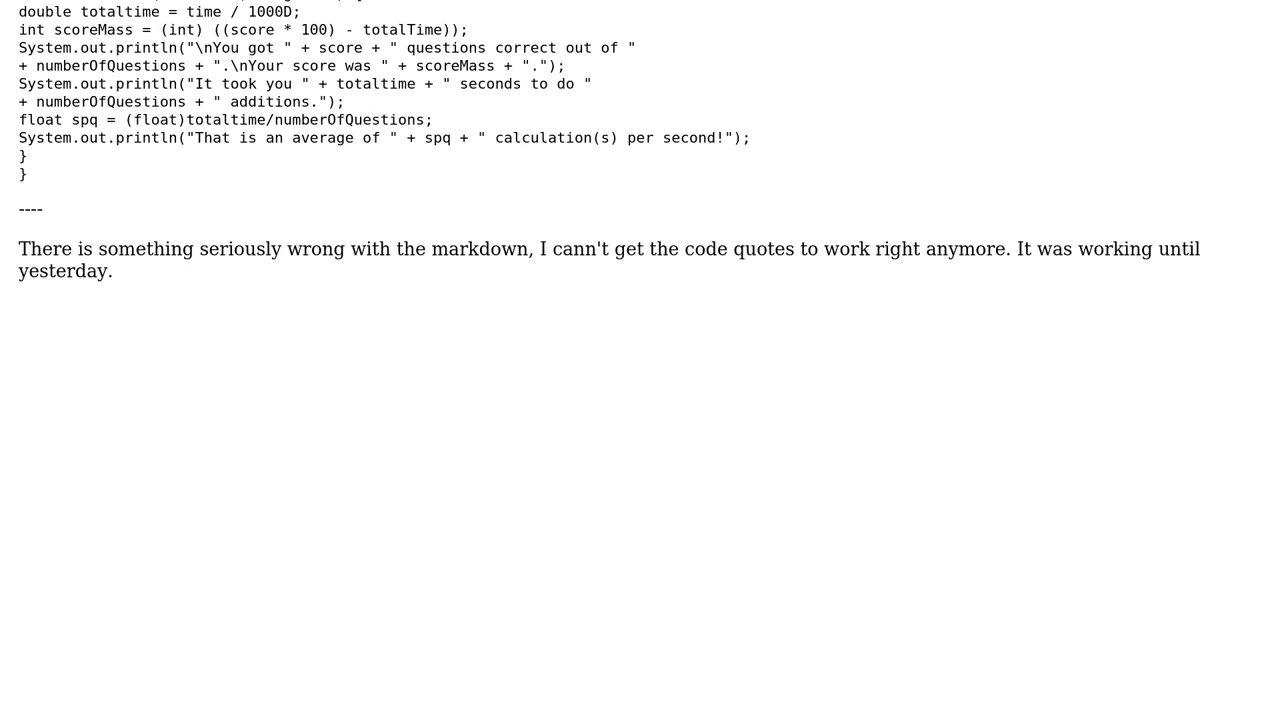 double totaltime = time / 1000D;
int scoreMass = (int) ((score * 100) - totalTime));
System.out.println("\nYou got " + score + " questions correct out of "
+ numberOfQuestions + ".\nYour score was " + scoreMass + ".");
System.out.println("It took you " + totaltime + " seconds to do "
+ numberOfQuestions + " additions.");
float spq = (float)totaltime/numberOfQuestions;
System.out.println("That is an average of " + spq + " calculation(s) per second!");
}
}
----
There is something seriously wrong with the markdown, I cann't get the code quotes to work right anymore. It was working until
yesterday.